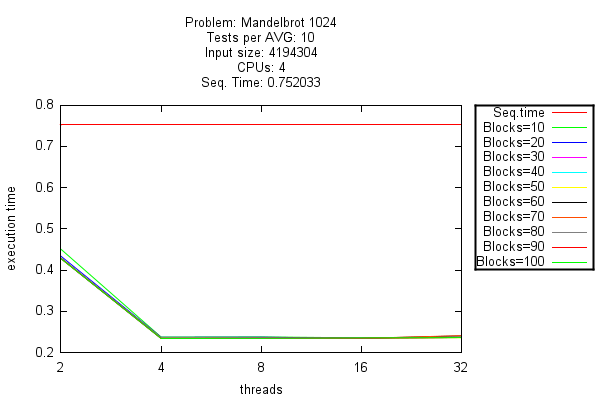 Problem: Mandelbrot 1024
Tests per AVG: 10
Input size: 4194304
CPUs: 4
Seq. Time: 0.752033
0.8
0.7
0.6
0.5
0.4
0.3
0.2
execution time
2
4
8
16
32
threads
Seq.time
Blocks=10
Blocks=20
Blocks=30
Blocks=40
Blocks=50
Blocks=60
Blocks=70
Blocks=80
Blocks=90
Blocks=100